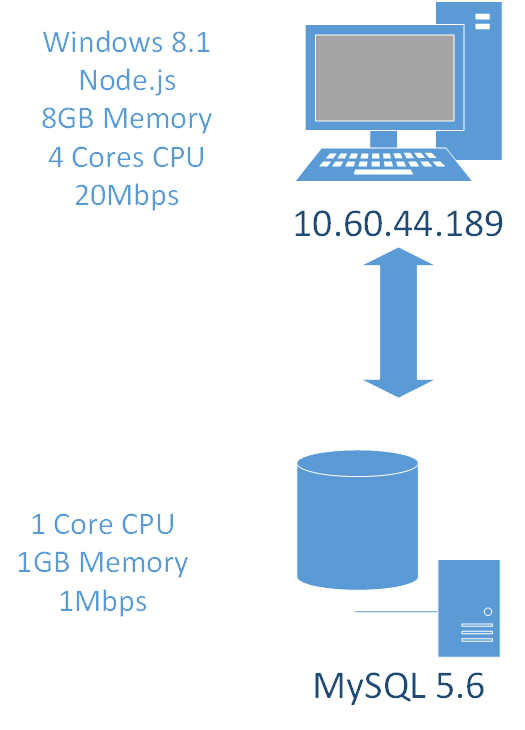 Windows 8.1
Node.js
8GB Memory
4 Cores CPU
20Mbps
10.60.44.189
1 Core CPU
1GB Memory
1Mbps
MySQL 5.6